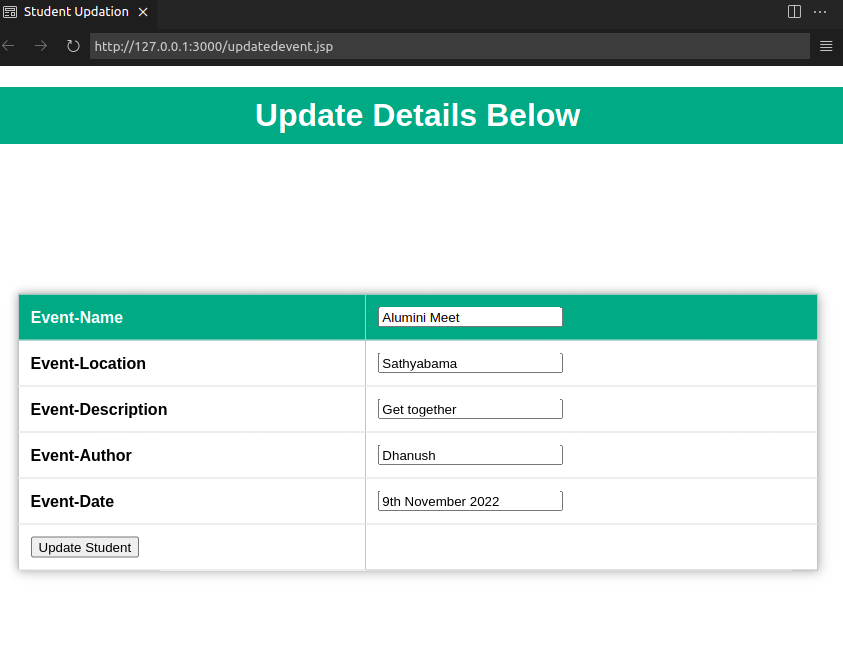 Student Updation
http://127.0.0.1:3000/updatedevent.jsp
Update Details Below
Event-Name Alumini Meet
Event-Location Sathyabama
Event-Description Get together
Event-Author Dhanush
Event-Date 9th November 2022
Update Student